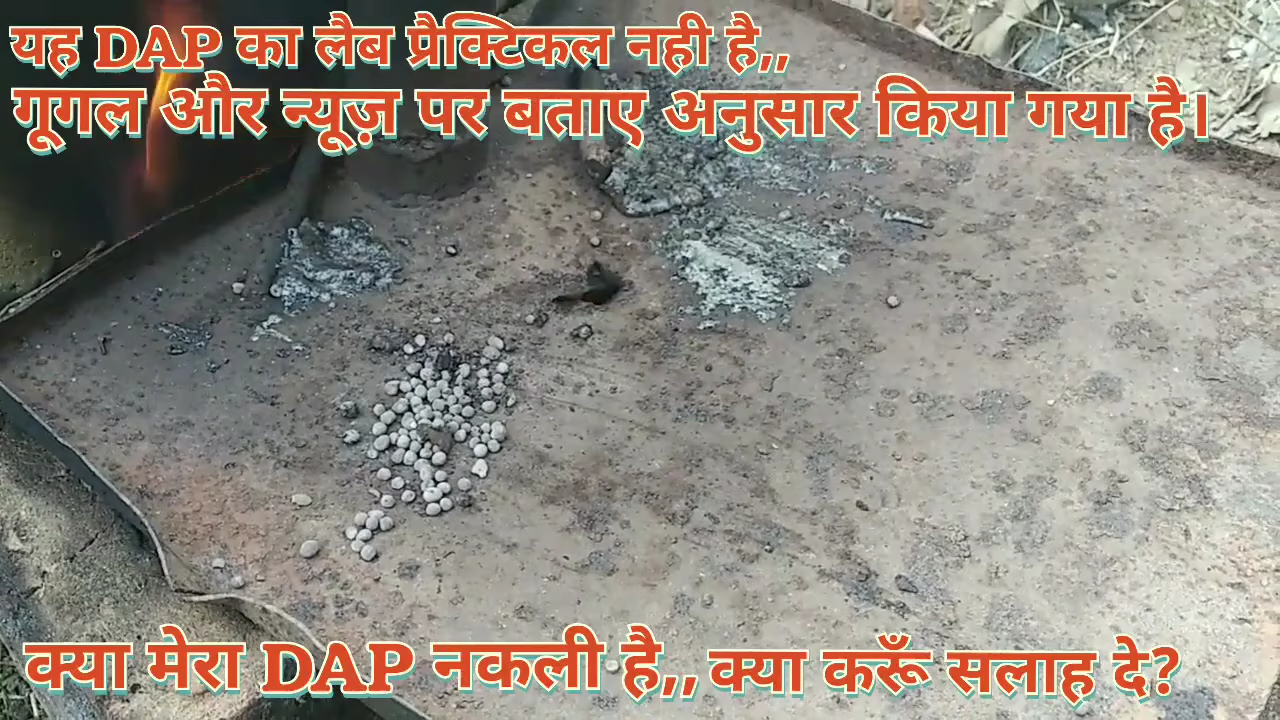 यह DAP का लैब प्रैक्टिकल नही है,,
गूगल और न्यूज़ पर बताए अनुसार किया गया है।
क्या मेरा DAP नकली है,, क्या करूँ सलाह दे?